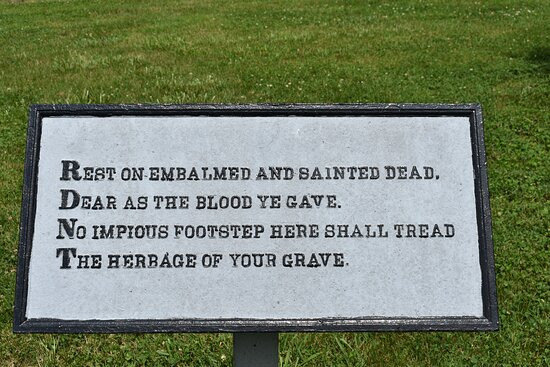 REST ON EMBALMED AND SAINTED DEAD,
DEAR AS THE BLOOD YE GAVE.
NO IMPIOUS FOOTSTEP HERE SHALL TREAD
THE HERBAGE OF YOUR GRAVE.